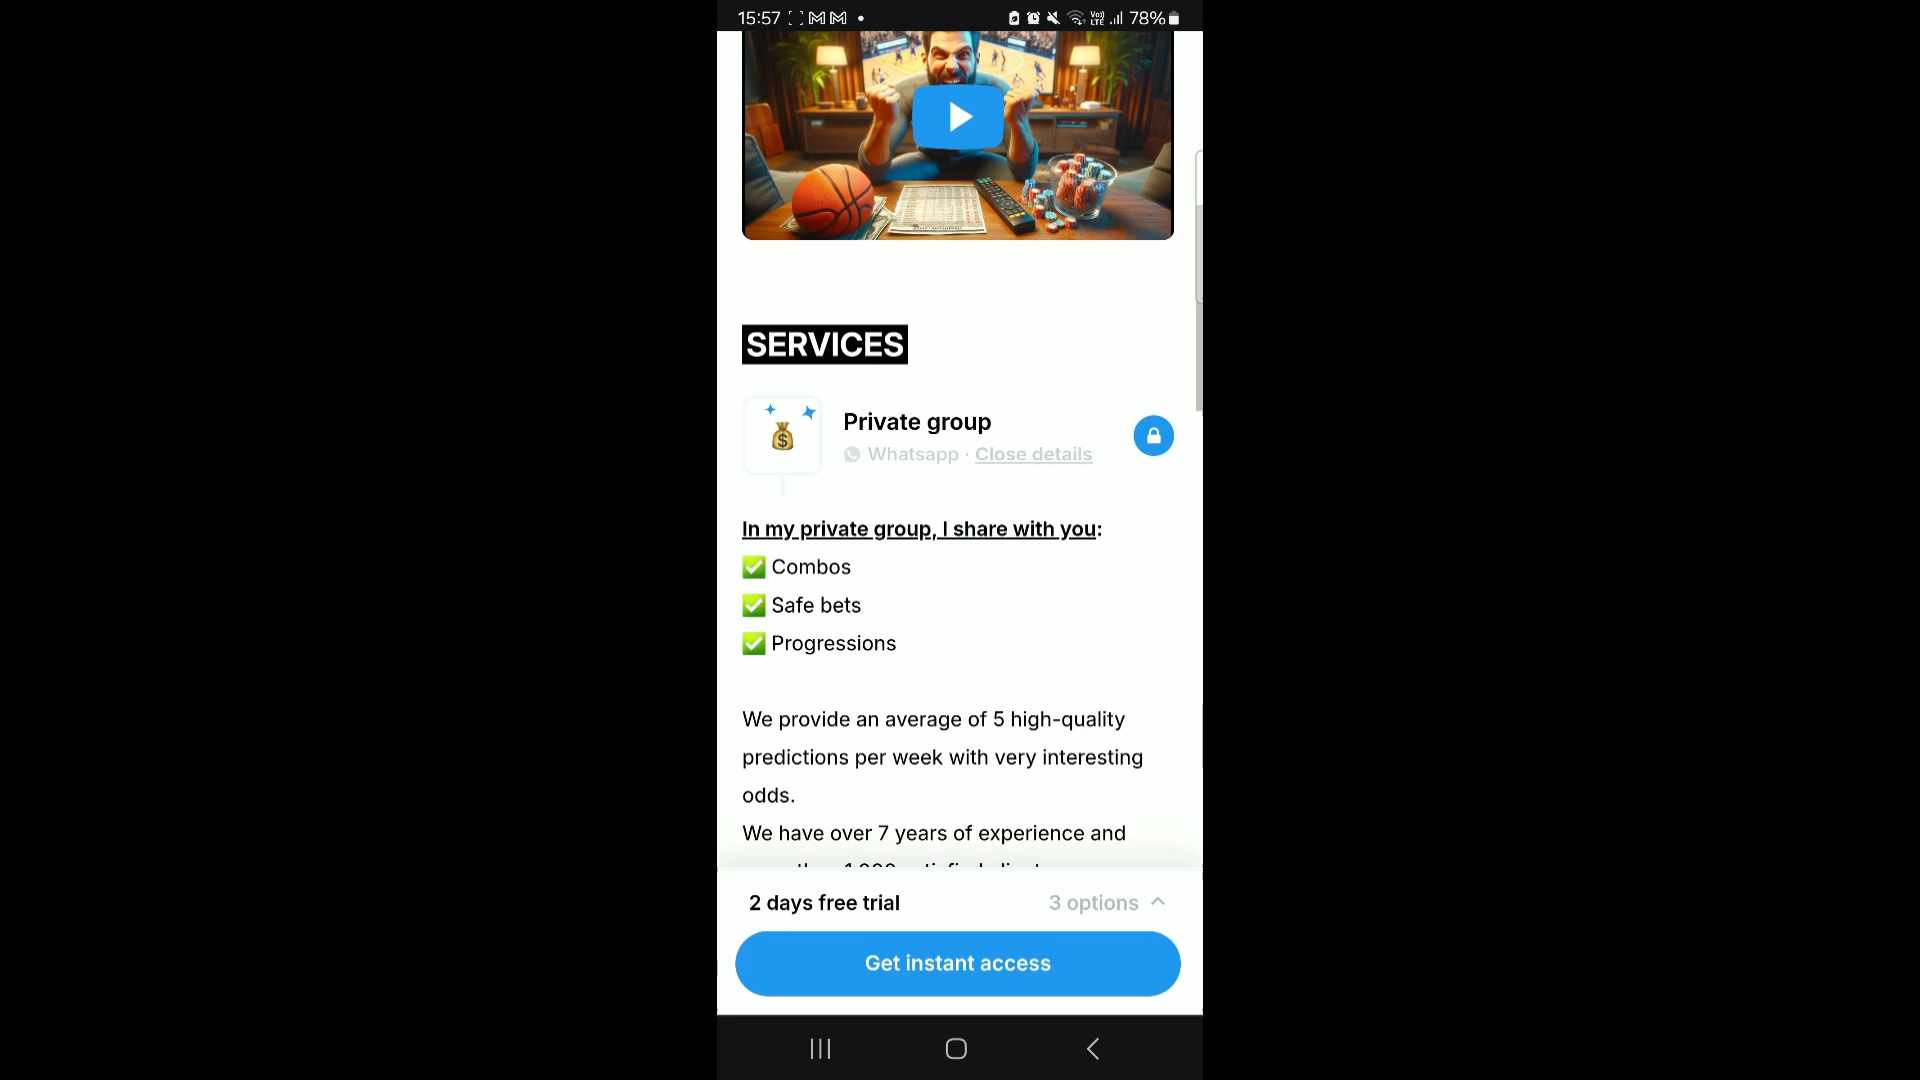 15:57
Vo))
LTE
78%
SERVICES
Private group
Whatsapp · Close details
In my private group, I share with you:
✅ Combos
✅ Safe bets
✅ Progressions
We provide an average of 5 high-quality
predictions per week with very interesting
odds.
We have over 7 years of experience and
2 days free trial
3 options
Get instant access